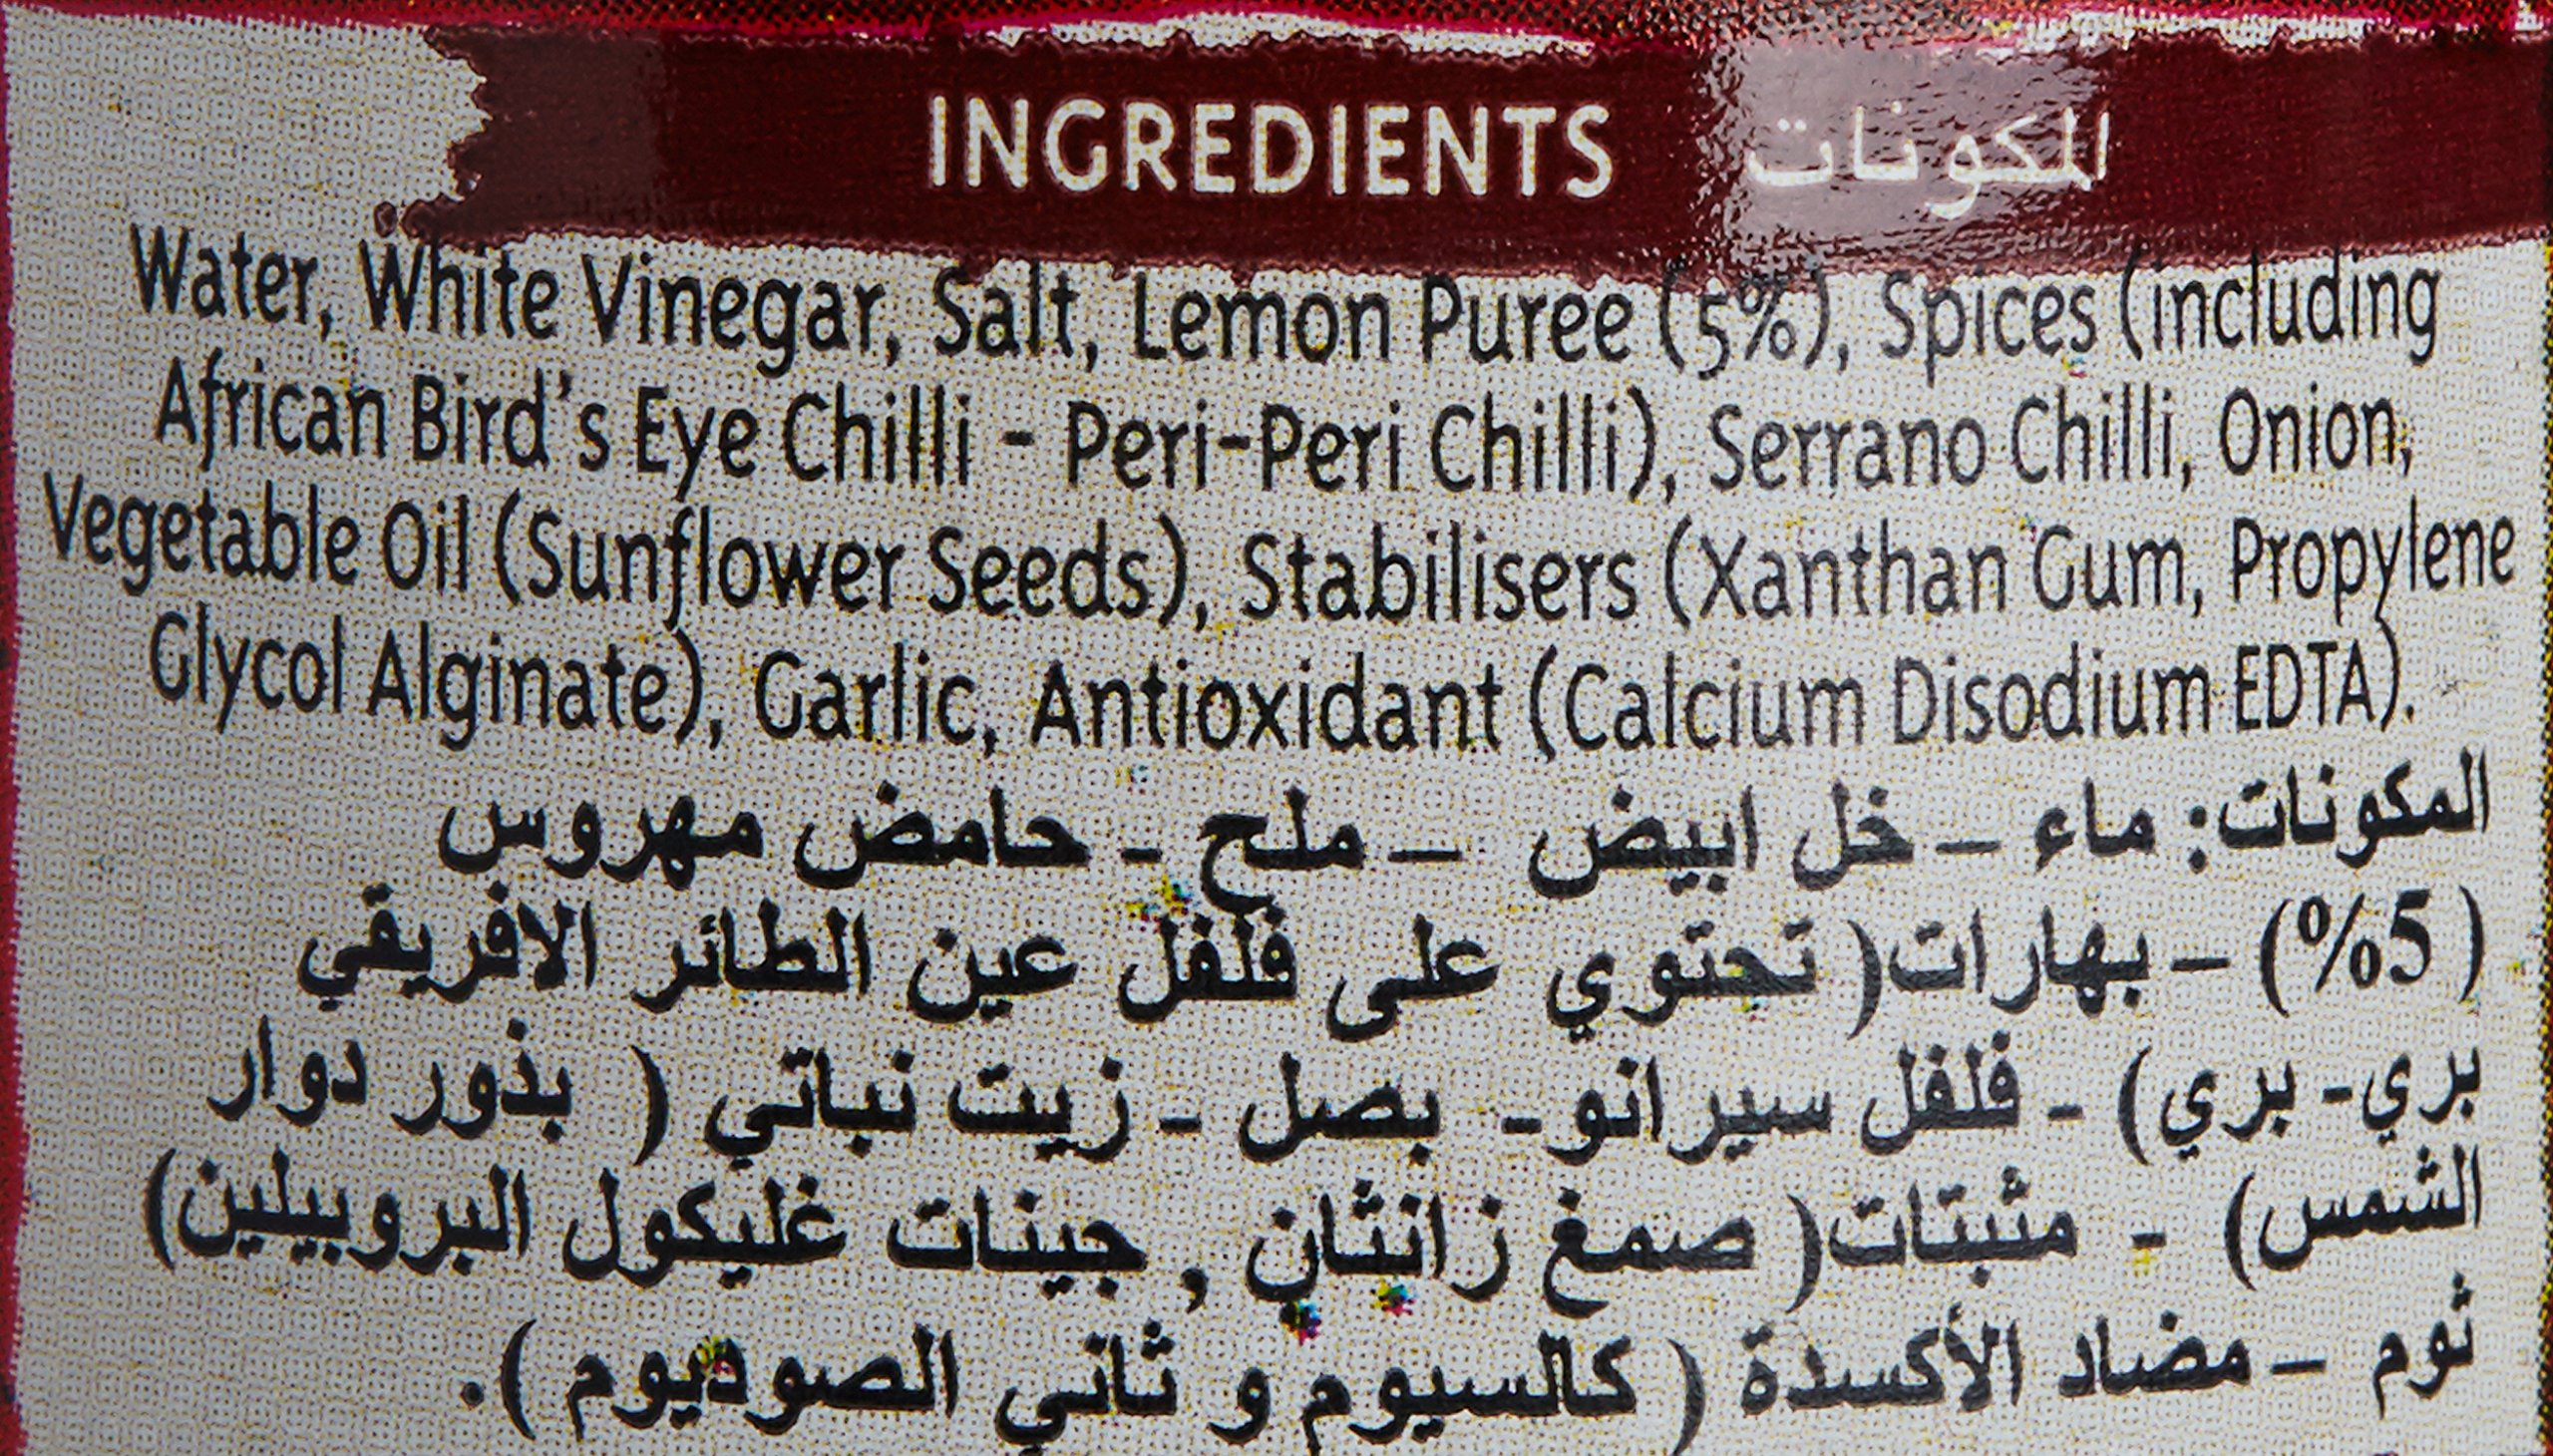 INGREDIENTS المكونات
Water, White Vinegar, Salt, Lemon Puree (5%), Spices (including
African Bird's Eye Chilli - Peri-Peri Chilli), Serrano Chilli, Onion,
Vegetable Oil (Sunflower Seeds), Stabilisers (Xanthan Gum, Propylene
Glycol Alginate), Garlic, Antioxidant (Calcium Disodium EDTA).
المكونات: ماء – خل ابيض – ملح - حامض مهروس
(5%) – بهارات( تحتوي على فلفل عين الطائر الافريقي
بري- بري) - فلفل سيرانو- بصل - زيت نباتي ( بذور دوار
الشمس) - مثبتات( صمغ زانثان , جينات غليكول البروبيلين)
ثوم – مضاد الأكسدة ( كالسيوم و ثاني الصوديوم ).